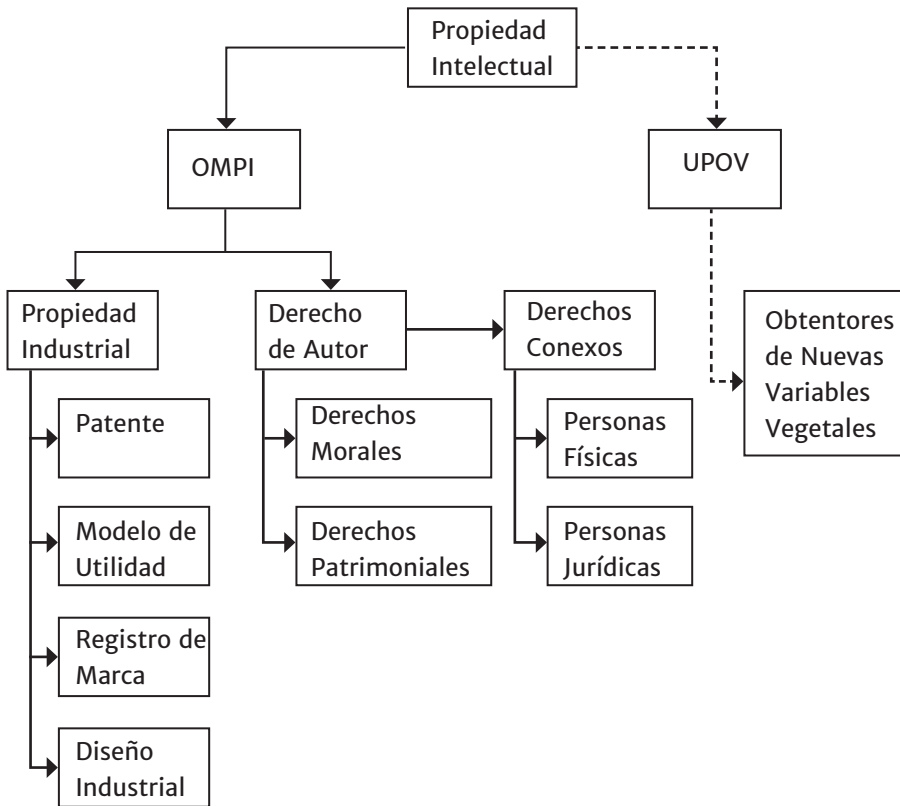 Propiedad
Intelectual
OMPI
UPOV
Propiedad
Industrial
Derecho
de Autor
Derechos
Conexos
Obtentores
de Nuevas
Variables
Vegetales
Patente
Modelo de
Utilidad
Registro de
Marca
Diseño
Industrial
Derechos
Morales
Derechos
Patrimoniales
Personas
Físicas
Personas
Jurídicas